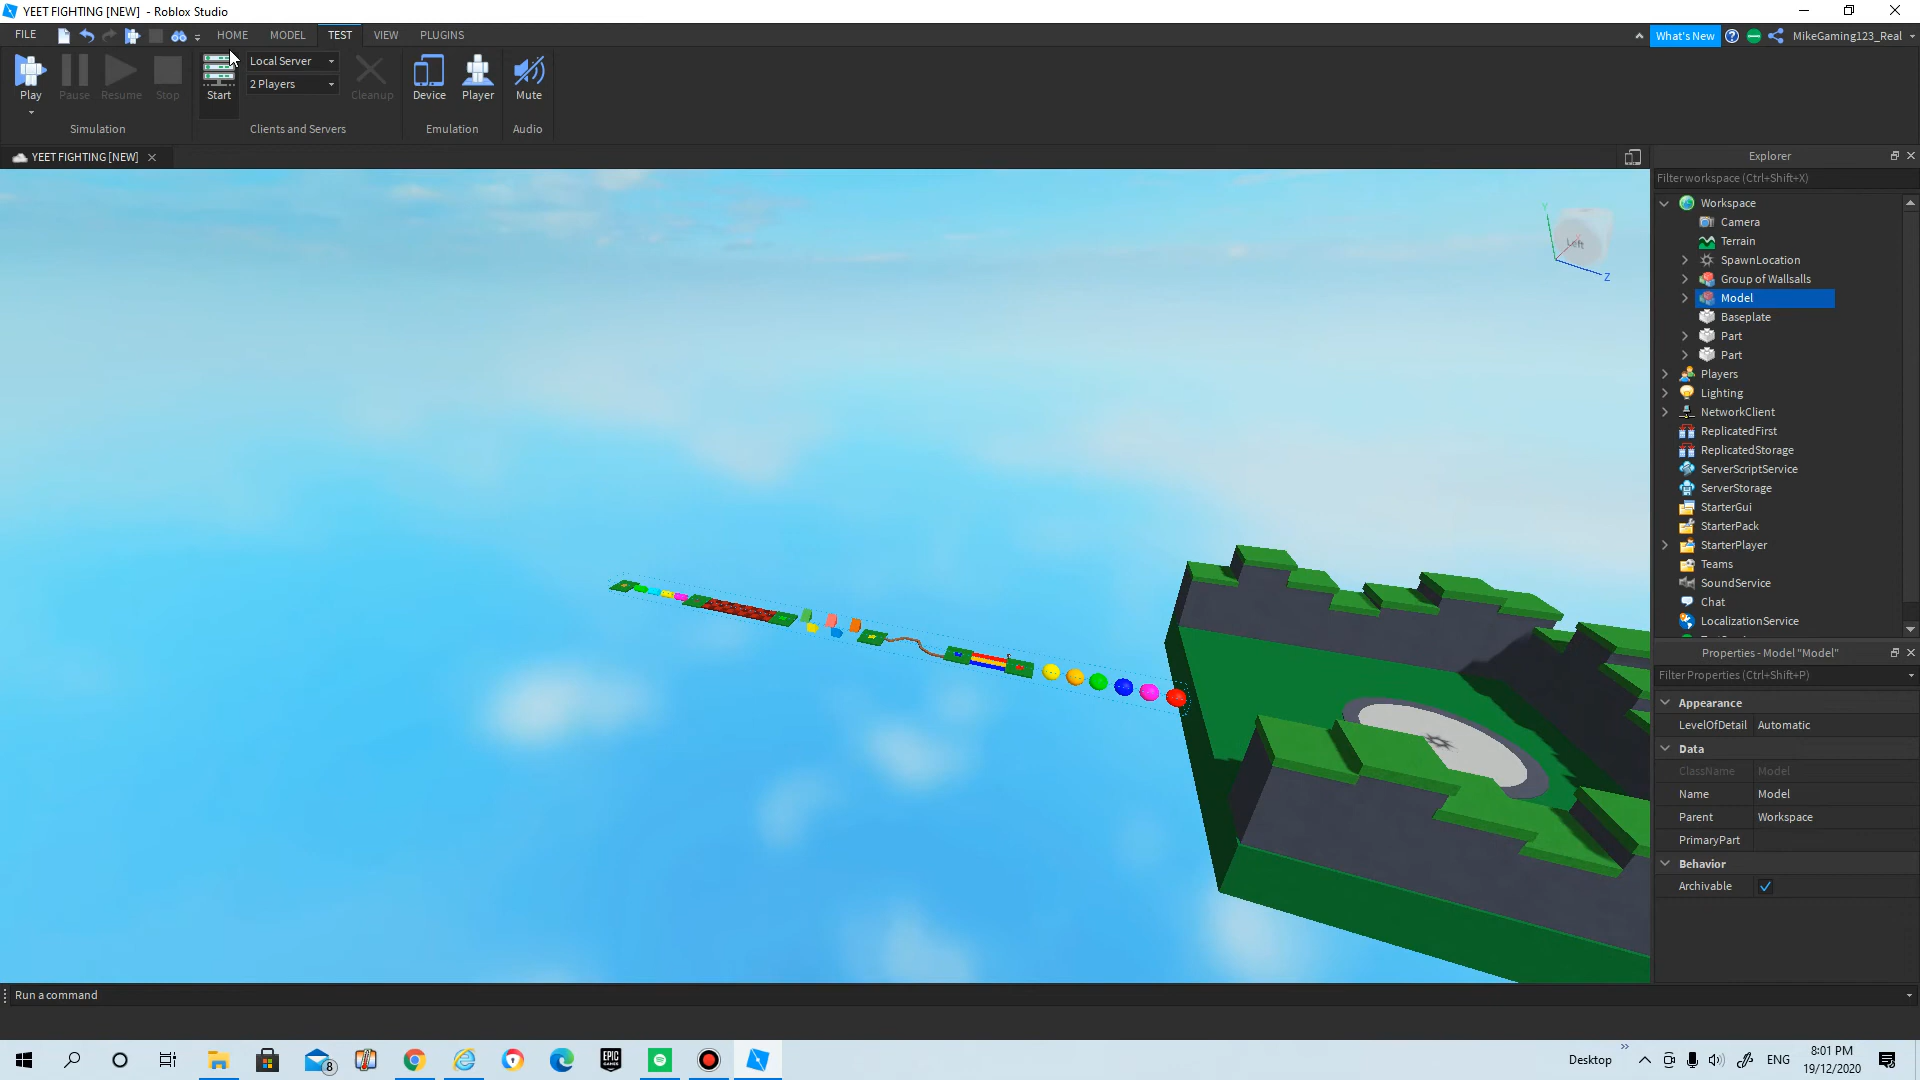 YEET FIGHTING [NEW] - Roblox Studio
FILE
HOME
MODEL
TEST
VIEW
PLUGINS
What's New
MikeGaming123_Real
Play
Pause
Resume
Stop
Start
Local Server
2 Players
Cleanup
Device
Player
Mute
Simulation
Clients and Servers
Emulation
Audio
YEET FIGHTING [NEW]
Y
Left
Z
Explorer
Filter workspace (Ctrl+Shift+X)
Workspace
Camera
Terrain
SpawnLocation
Group of Wallsalls
Model
Baseplate
Part
Part
Players
Lighting
NetworkClient
ReplicatedFirst
ReplicatedStorage
ServerScriptService
ServerStorage
StarterGui
StarterPack
StarterPlayer
Teams
SoundService
Chat
LocalizationService
Properties - Model "Model"
Filter Properties (Ctrl+Shift+P)
Appearance
LevelOfDetail Automatic
Data
ClassName Model
Name Model
Parent Workspace
PrimaryPart
Behavior
Archivable
Run a command
8
EPIC GAMES
Desktop
ENG
8:01 PM
19/12/2020